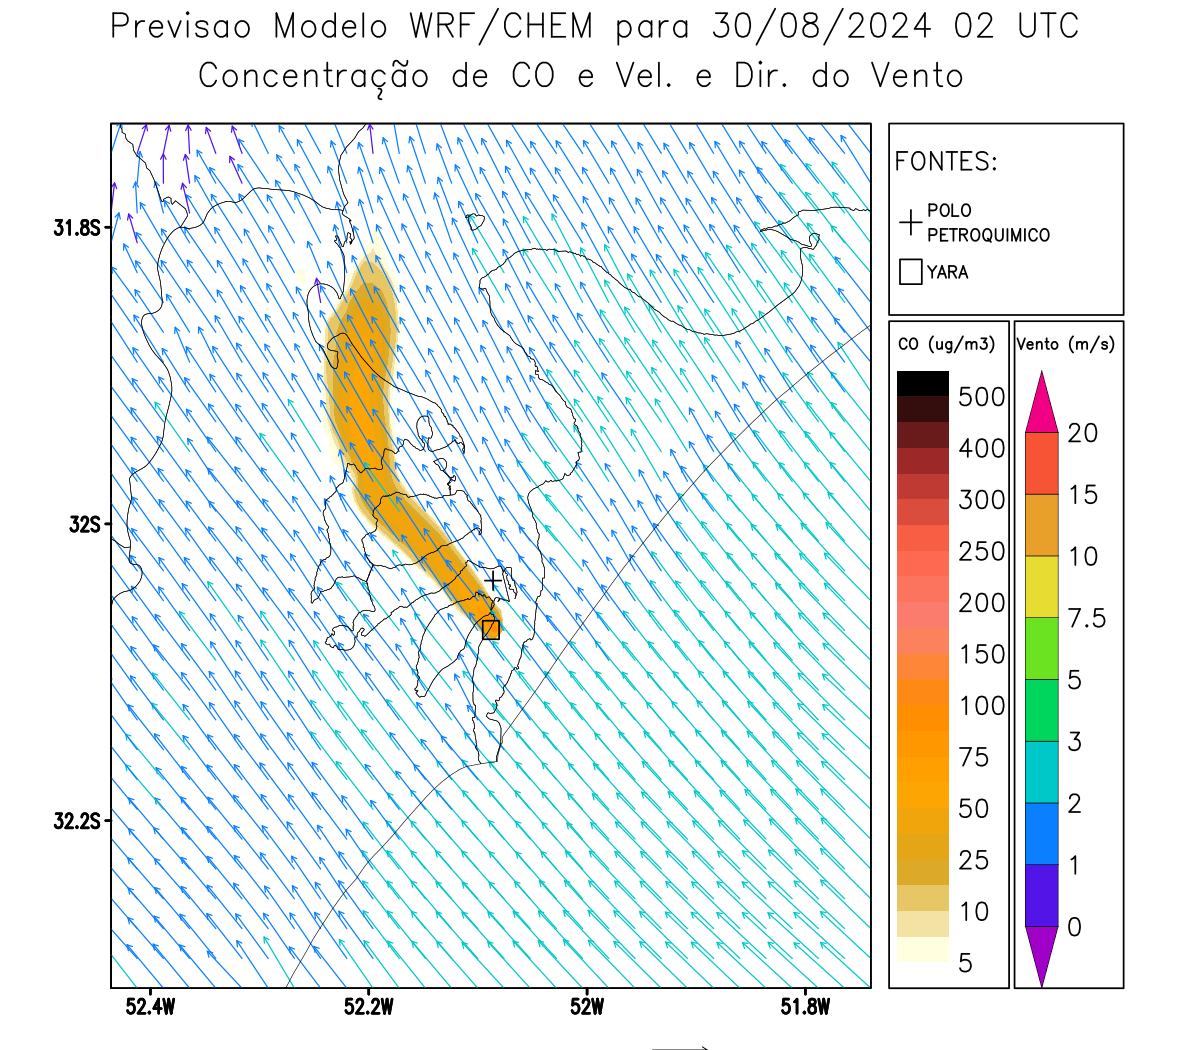 Previsao Modelo WRF/CHEM para 30/08/2024 02 UTC
Concentração de CO e Vel. e Dir. do Vento
FONTES:
POLO
PETROQUIMICO
YARA
CO (ug/m3)
500
400
300
250
200
150
100
75
50
25
10
5
Vento (m/s)
20
15
10
7.5
5
3
2
1
0
31.8S
32S
32.2S
52.4W
52.2W
52W
51.8W